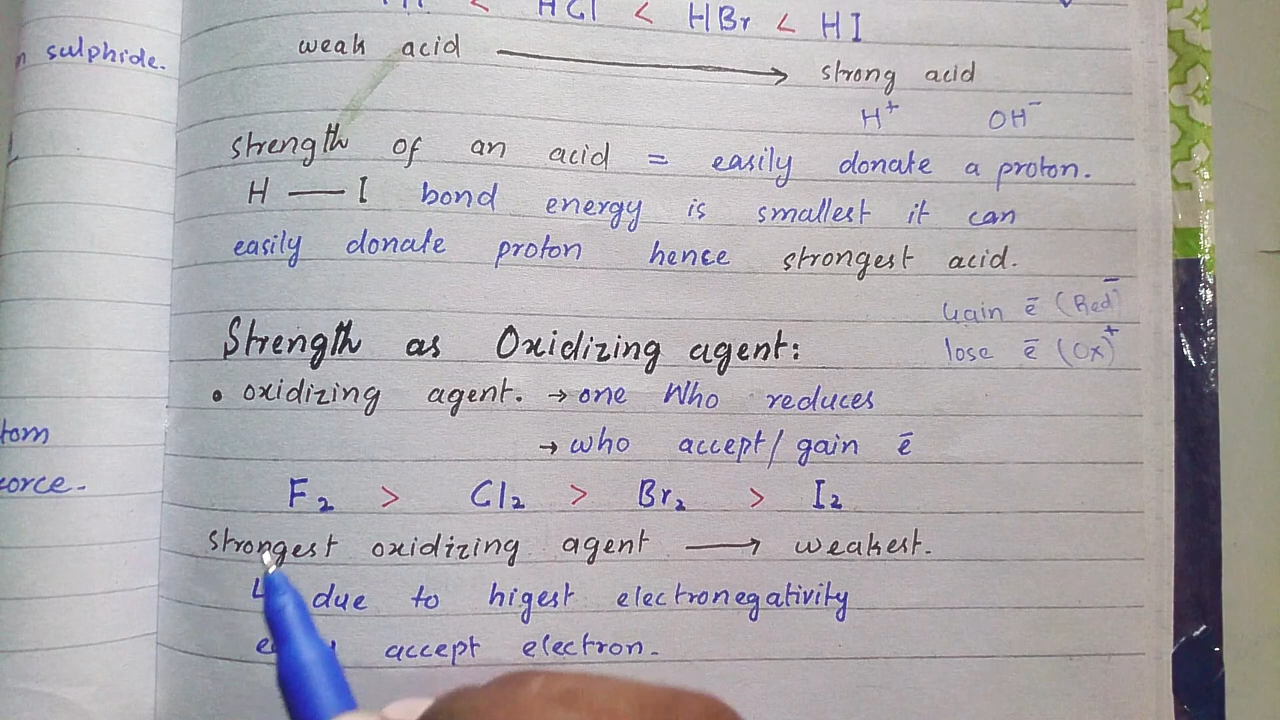 n sulphide.
HCl < HBr < HI
weak acid ⟶ strong acid
H⁺ OH⁻
strength of an acid = easily donate a proton.
H — I bond energy is smallest it can
easily donate proton hence strongest acid.
Gain ē (Red)⁻
lose ē (Ox)⁺
Strength as Oxidizing agent:
• oxidizing agent. → one Who reduces
→ who accept/gain ē
tom
F₂ > Cl₂ > Br₂ > I₂
orce.
strongest oxidizing agent ⟶ weakest.
due to higest electronegativity
accept electron.